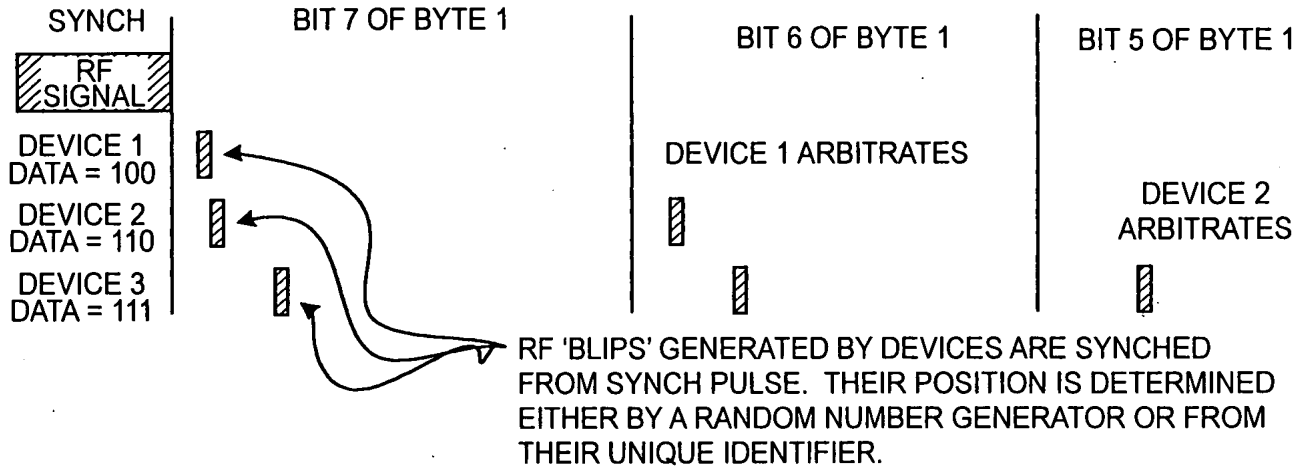 SYNCH
BIT 7 OF BYTE 1
BIT 6 OF BYTE 1
BIT 5 OF BYTE 1
RF
SIGNAL
DEVICE 1
DATA = 100
DEVICE 1 ARBITRATES
DEVICE 2
DATA = 110
DEVICE 2
ARBITRATES
DEVICE 3
DATA = 111
RF 'BLIPS' GENERATED BY DEVICES ARE SYNCHED
FROM SYNCH PULSE. THEIR POSITION IS DETERMINED
EITHER BY A RANDOM NUMBER GENERATOR OR FROM
THEIR UNIQUE IDENTIFIER.